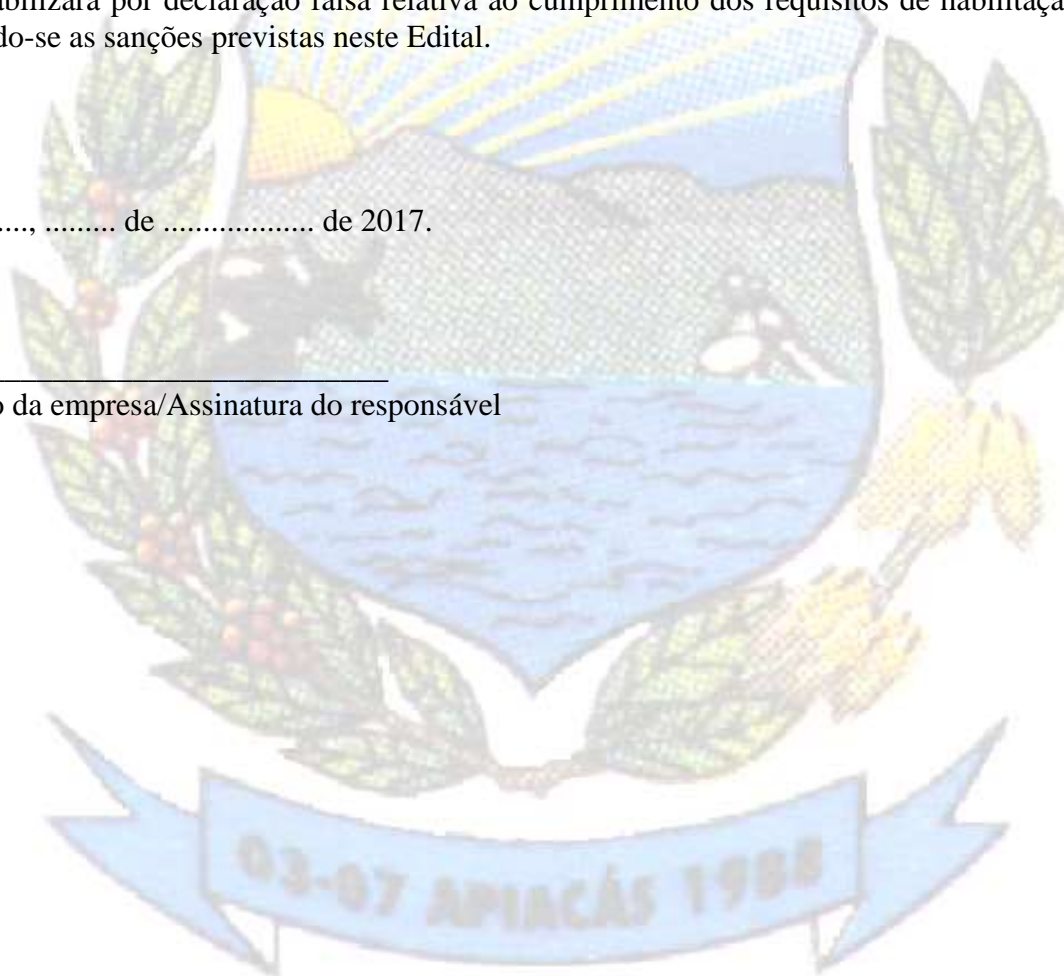 abilizará por declaração falsa relativa ao cumprimento dos requisitos de habilitaçã
do-se as sanções previstas neste Edital.
...., ......... de ................... de 2017.
_________________________
o da empresa/Assinatura do responsável
03-07 APIACÁS 1988